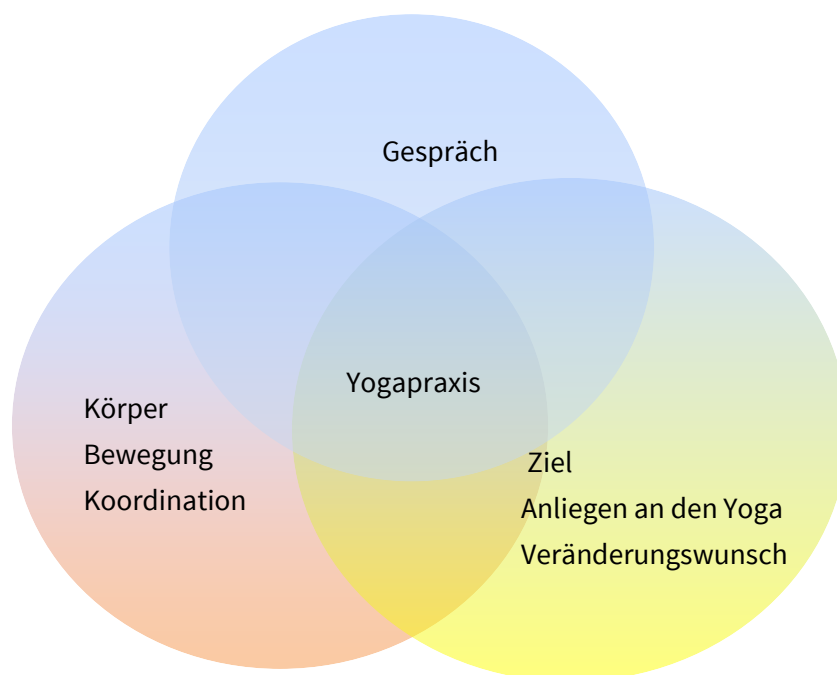 Gespräch
Yogapraxis
Körper
Bewegung
Koordination
Ziel
Anliegen an den Yoga
Veränderungswunsch